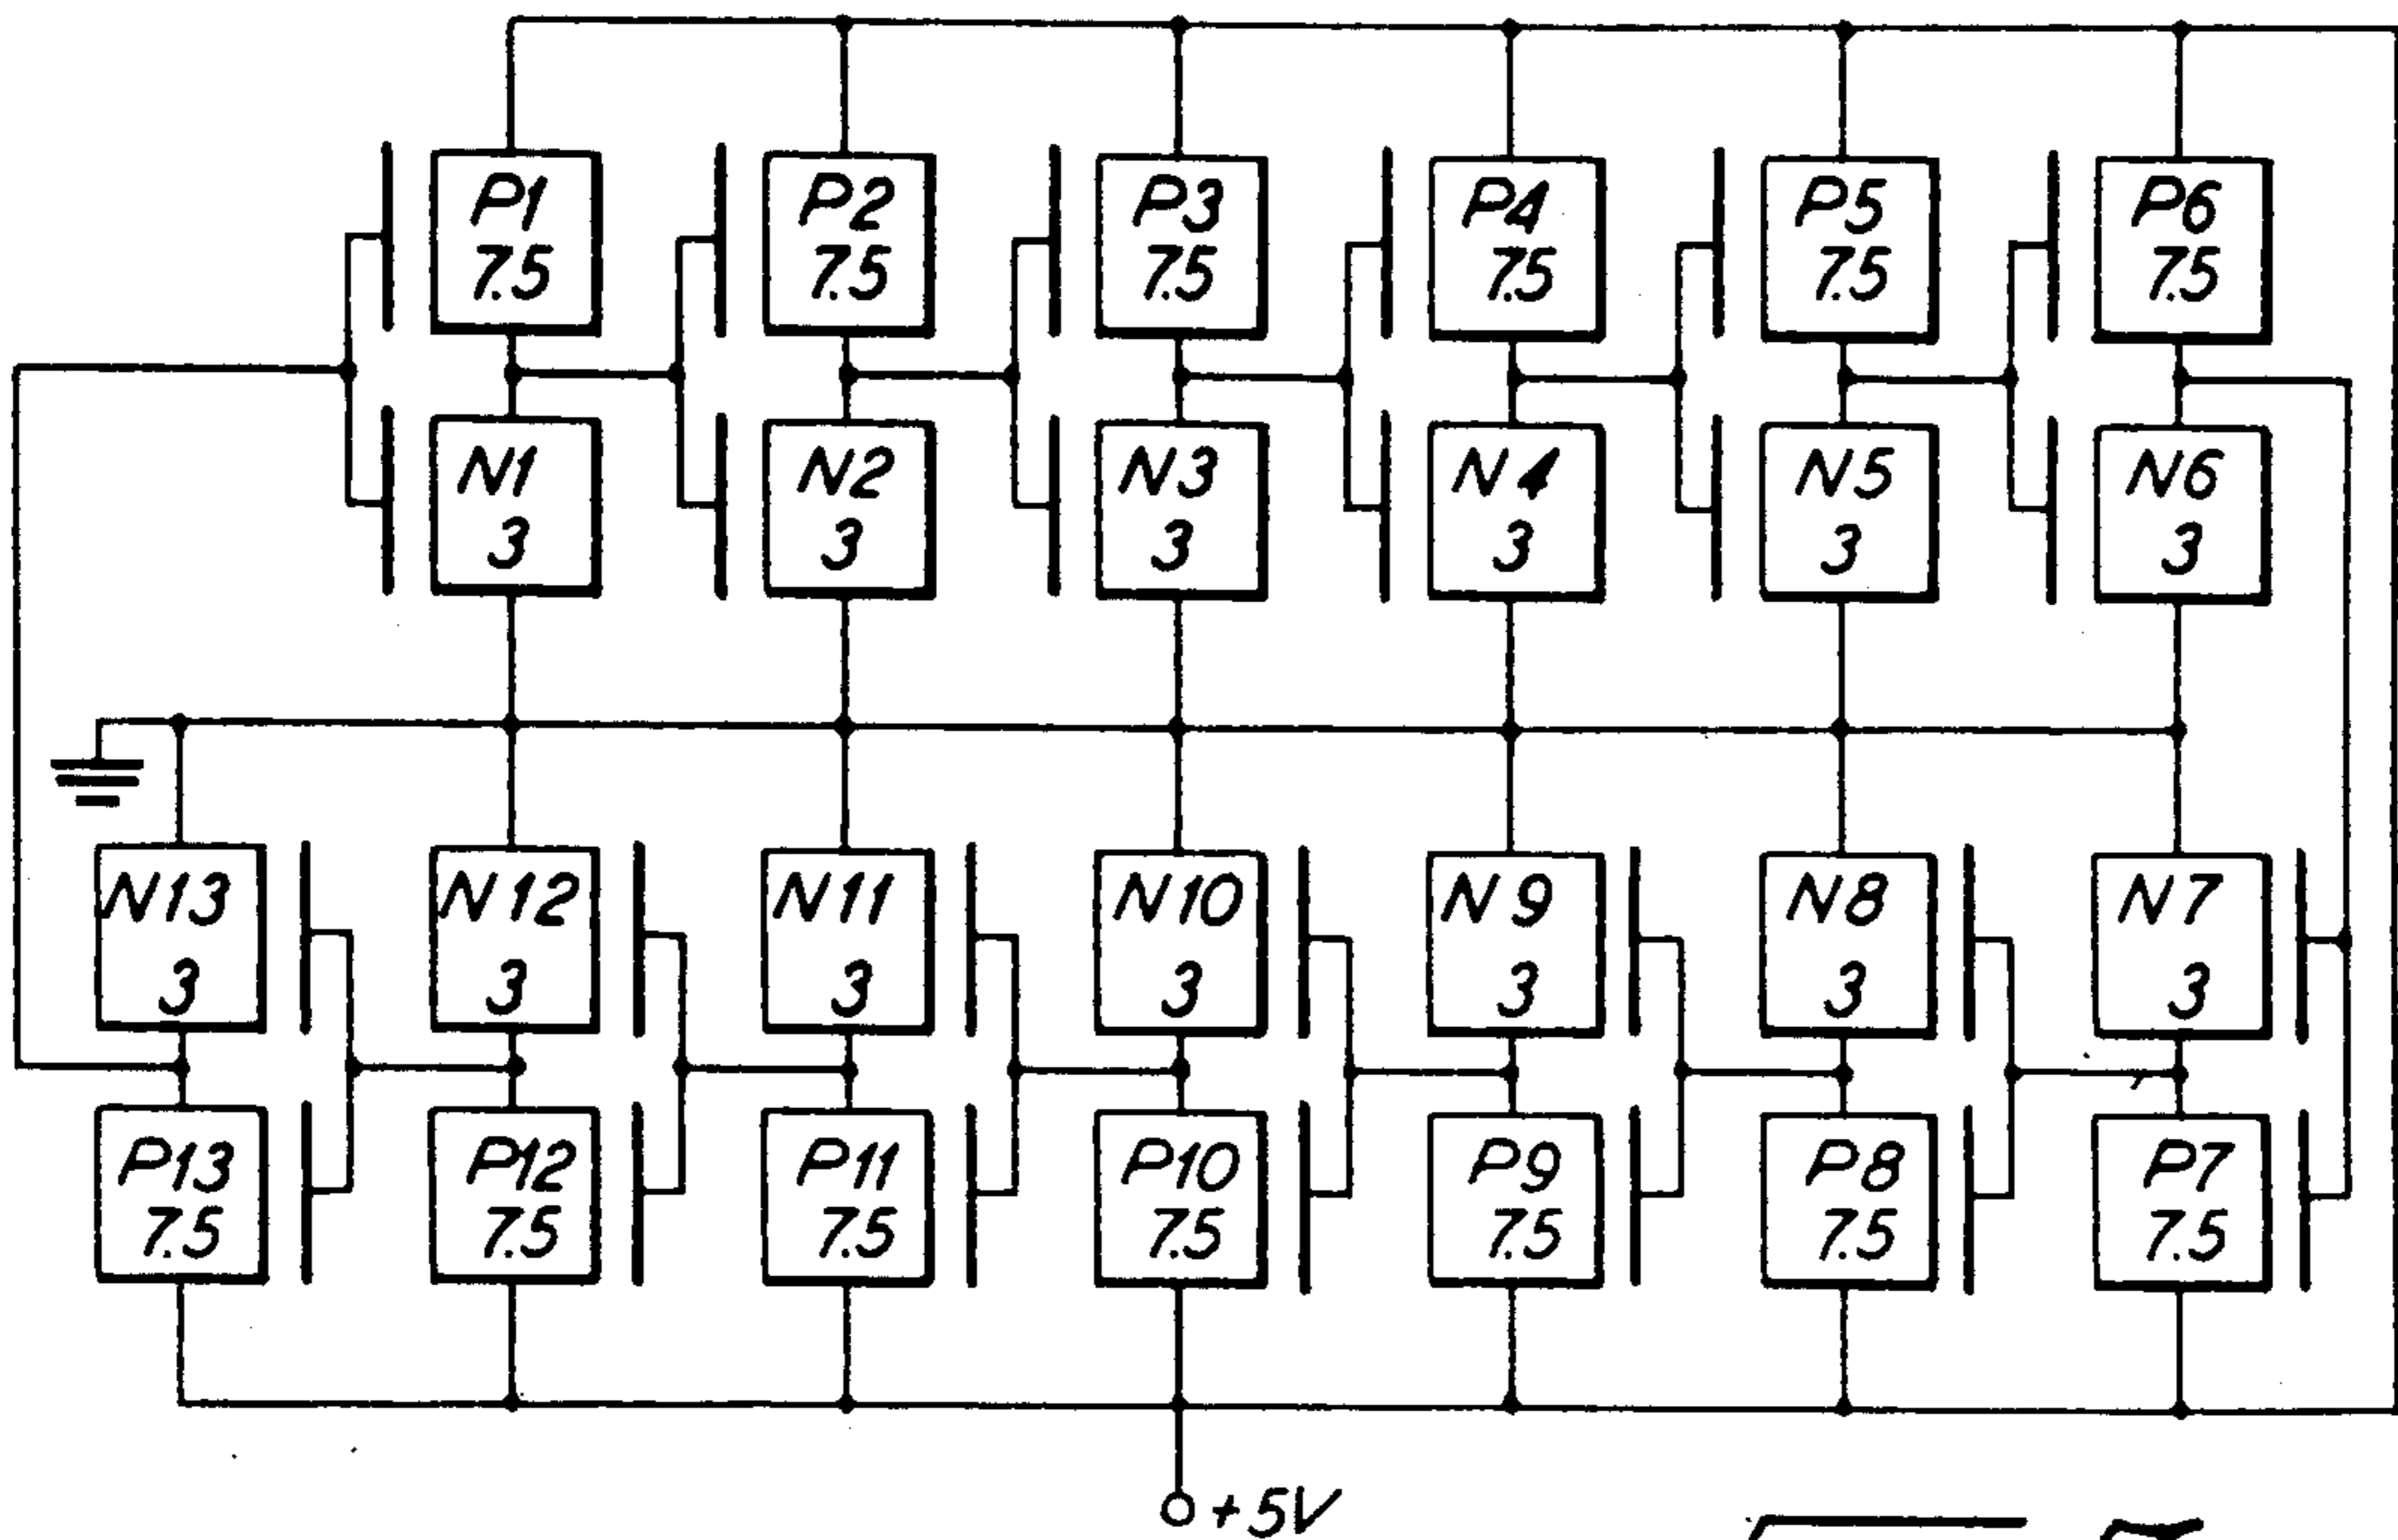 P1 P2 P3 P4 P5 P6
7.5 7.5 7.5 7.5 7.5 7.5
N1 N2 N3 N4 N5 N6
3 3 3 3 3 3
N13 N12 N11 N10 N9 N8 N7
3 3 3 3 3 3 3
P13 P12 P11 P10 P9 P8 P7
7.5 7.5 7.5 7.5 7.5 7.5 7.5
+5V